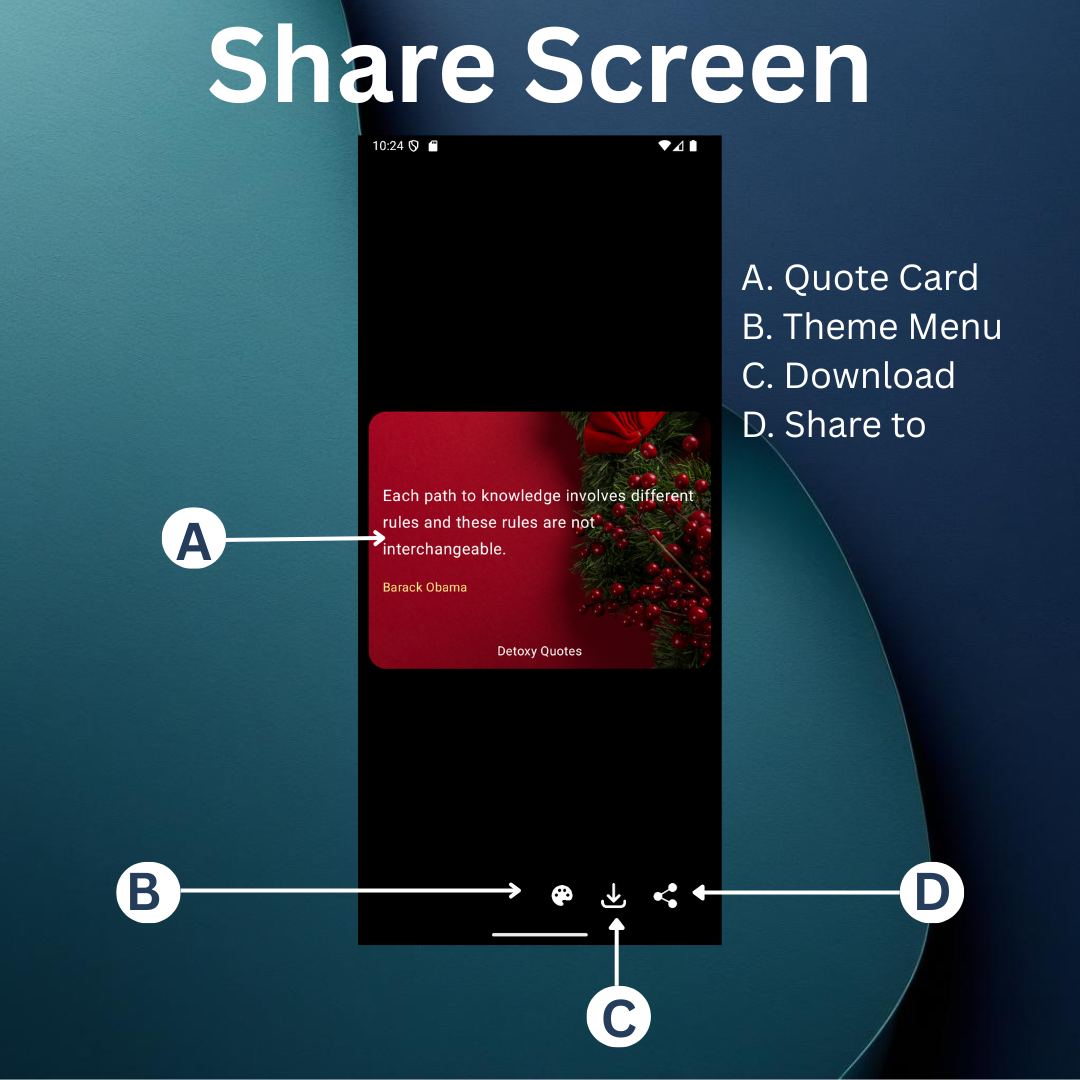 Share Screen
10:24
A. Quote Card
B. Theme Menu
C. Download
D. Share to
Each path to knowledge involves different
rules and these rules are not
interchangeable.
Barack Obama
Detoxy Quotes
A
B
D
C